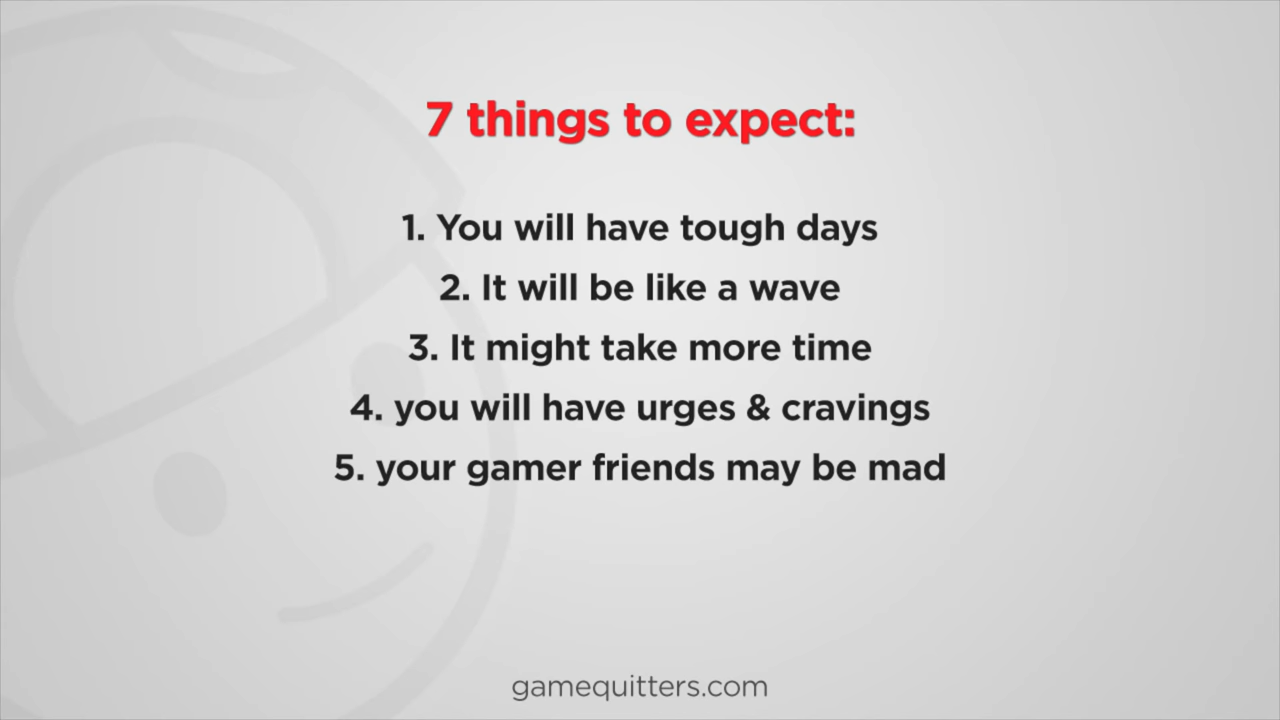 7 things to expect:
1. You will have tough days
2. It will be like a wave
3. It might take more time
4. you will have urges & cravings
5. your gamer friends may be mad
gamequitters.com